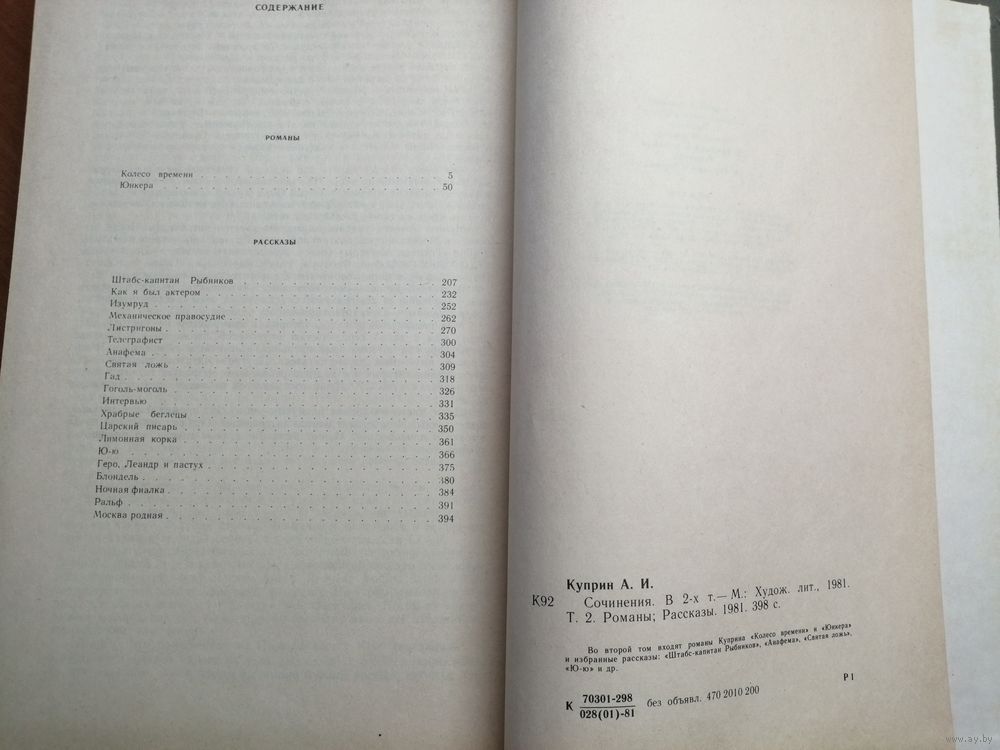 СОДЕРЖАНИЕ
РОМАНЫ
Колесо времени . . . . . . . . . . . . . . . . . 5
Юнкера . . . . . . . . . . . . . . . . . 50
РАССКАЗЫ
Штабс-капитан Рыбников . . . . . . . . . . . . . 207
Как я был актером . . . . . . . . . . . . . 232
Изумруд . . . . . . . . . . . . . 252
Механическое правосудие . . . . . . . . . . . . . 262
Листригоны . . . . . . . . . . . . . 270
Телеграфист . . . . . . . . . . . . . 300
Анафема . . . . . . . . . . . . . 304
Святая ложь . . . . . . . . . . . . . 309
Гад . . . . . . . . . . . . . 318
Гоголь-моголь . . . . . . . . . . . . . 326
Интервью . . . . . . . . . . . . . 331
Храбрые беглецы . . . . . . . . . . . . . 335
Царский писарь . . . . . . . . . . . . . 350
Лимонная корка . . . . . . . . . . . . . 361
Ю-ю . . . . . . . . . . . . . 366
Геро, Леандр и пастух . . . . . . . . . . . . . 375
Блондель . . . . . . . . . . . . . 380
Ночная фиалка . . . . . . . . . . . . . 384
Ральф . . . . . . . . . . . . . 391
Москва родная . . . . . . . . . . . . . 394
Куприн А. И.
К92 Сочинения. В 2-х т.— М.: Худож. лит., 1981.
Т. 2. Романы; Рассказы. 1981. 398 с.
Во второй том входят романы Куприна «Колесо времени» и «Юнкера»
и избранные рассказы: «Штабс-капитан Рыбников», «Анафема», «Святая ложь»,
«Ю-ю» и др.
К 70301-298
028(01)-81 без объявл. 470 2010 200
Р1
www.ay.by